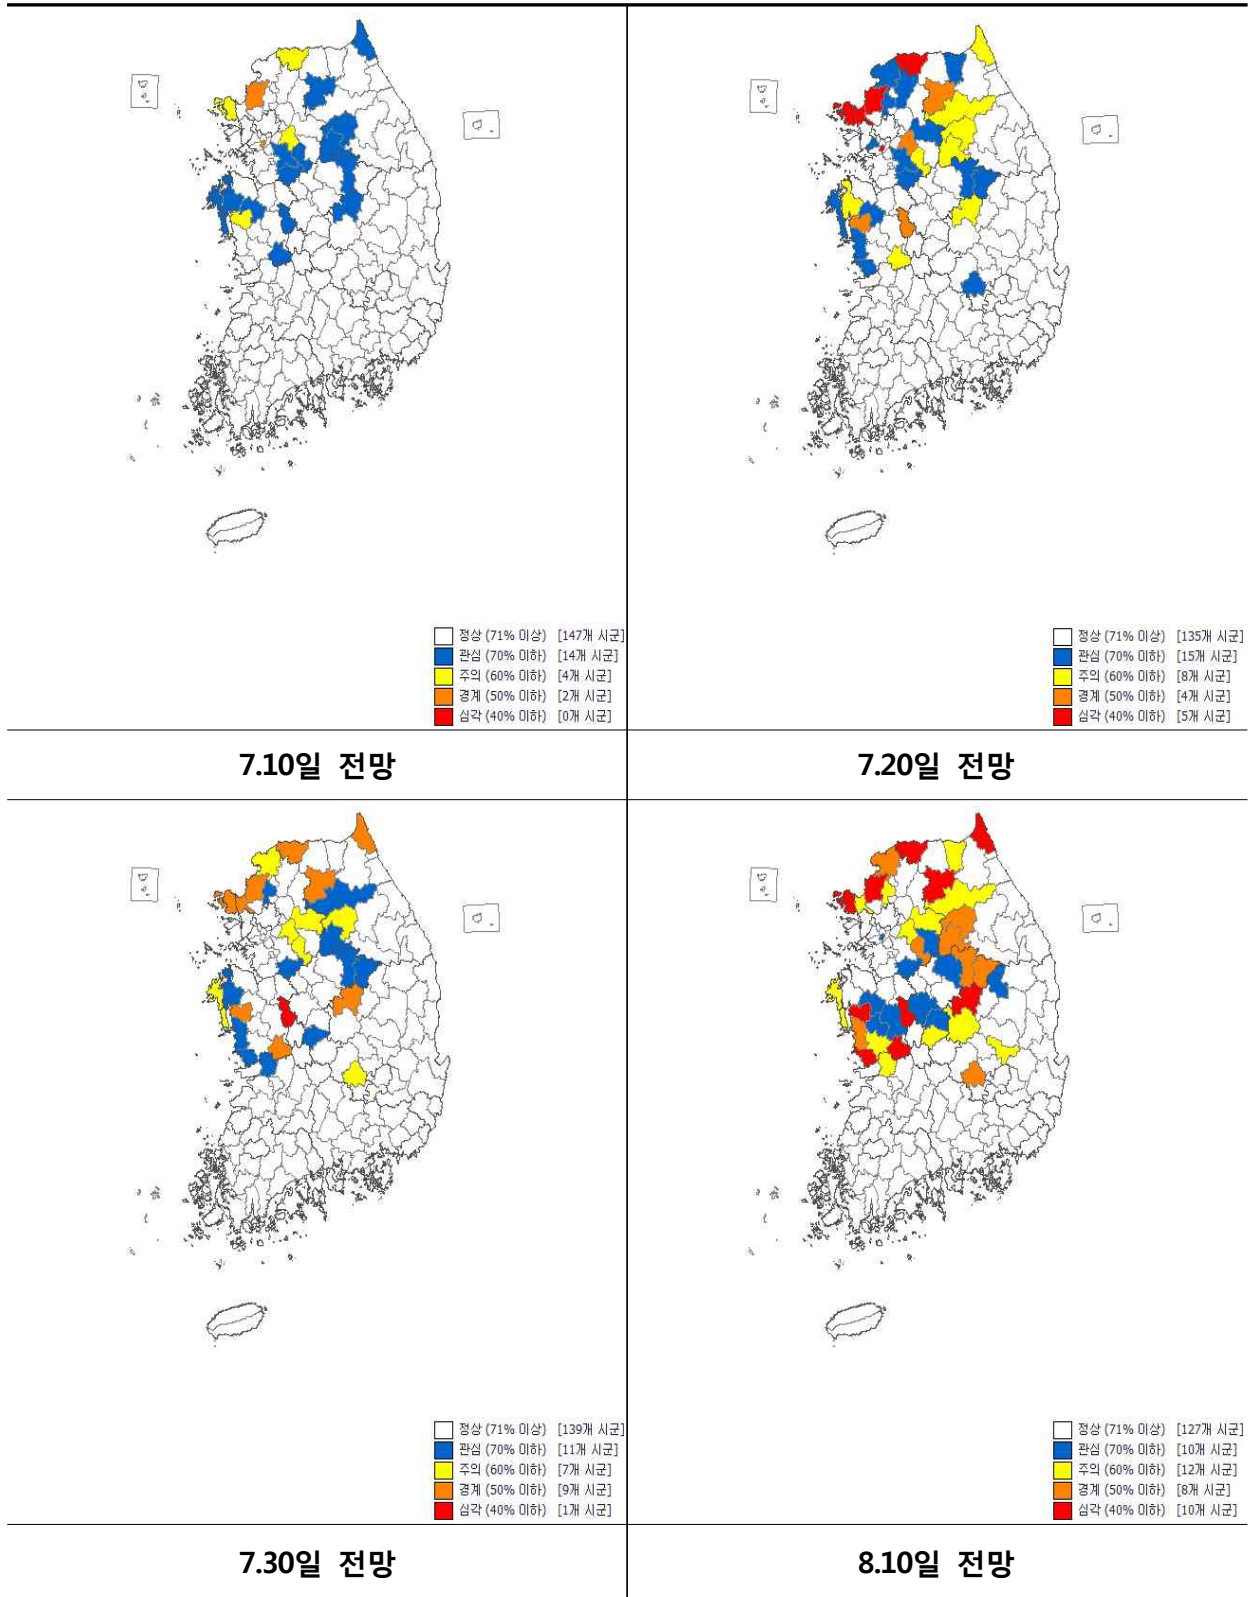 정상 (71% 이상) [147개 시군]
관심 (70% 이하) [14개 시군]
주의 (60% 이하) [4개 시군]
경계 (50% 이하) [2개 시군]
심각 (40% 이하) [0개 시군]
정상 (71% 이상) [135개 시군]
관심 (70% 이하) [15개 시군]
주의 (60% 이하) [8개 시군]
경계 (50% 이하) [4개 시군]
심각 (40% 이하) [5개 시군]
7.10일 전망
7.20일 전망
정상 (71% 이상) [139개 시군]
관심 (70% 이하) [11개 시군]
주의 (60% 이하) [7개 시군]
경계 (50% 이하) [9개 시군]
심각 (40% 이하) [1개 시군]
정상 (71% 이상) [127개 시군]
관심 (70% 이하) [10개 시군]
주의 (60% 이하) [12개 시군]
경계 (50% 이하) [8개 시군]
심각 (40% 이하) [10개 시군]
7.30일 전망
8.10일 전망